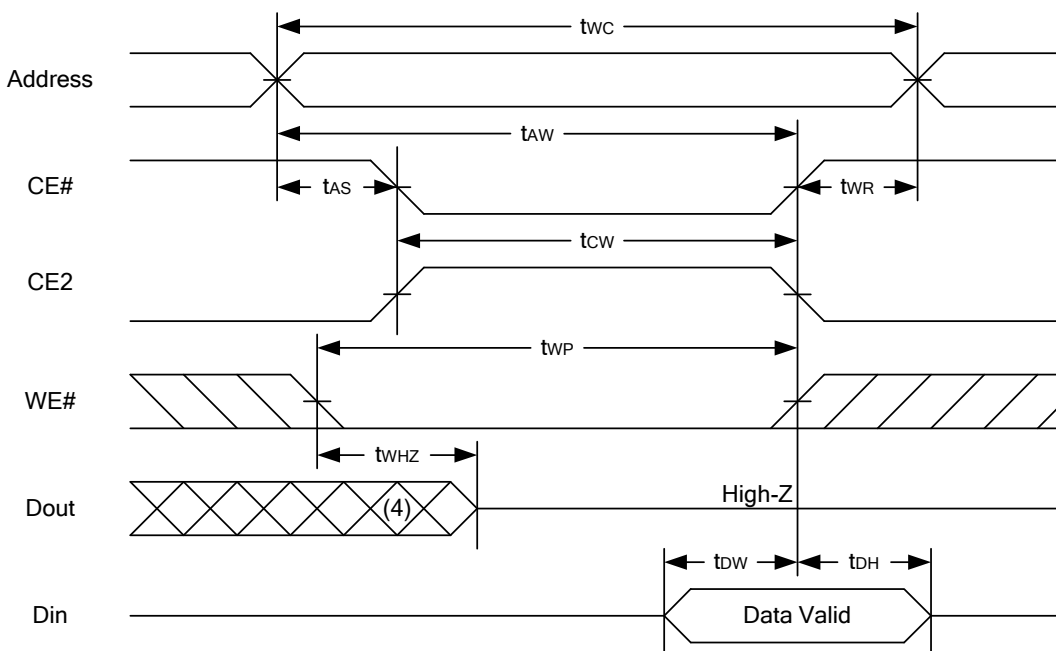 tWC
Address
tAW
CE#
tAS
tWR
tCW
CE2
tWP
WE#
tWHZ
Dout
(4)
High-Z
tDW
tDH
Din
Data Valid